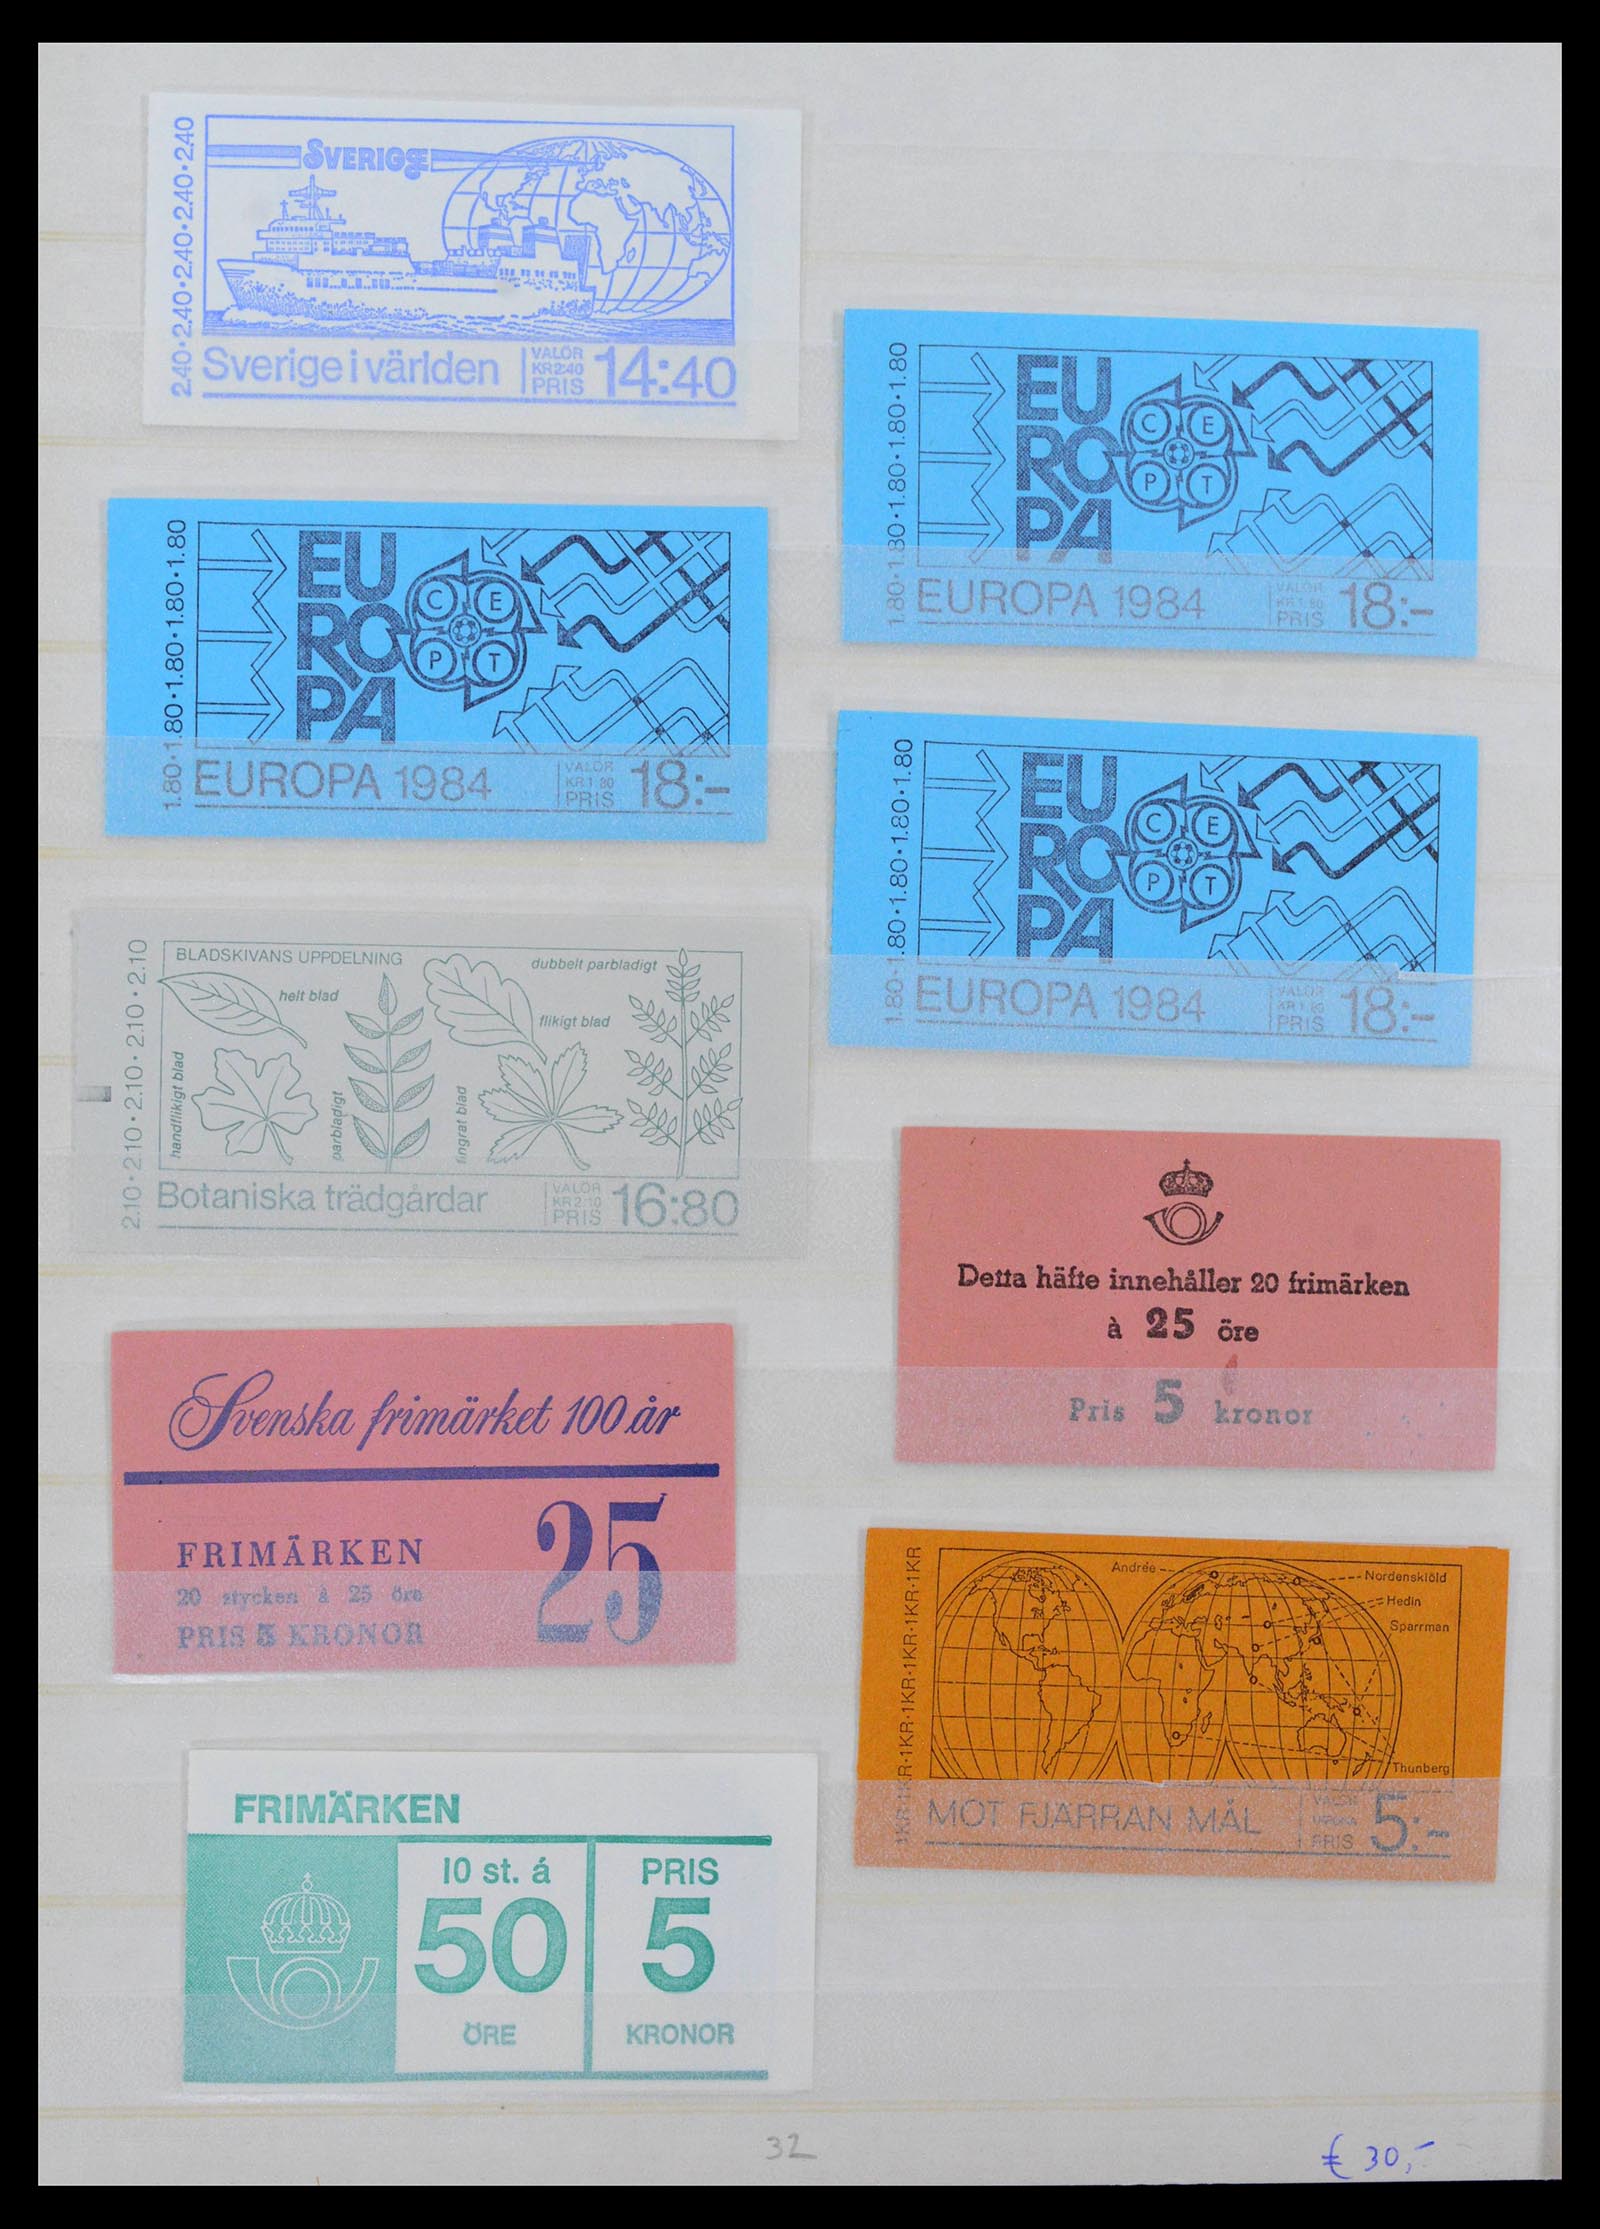 2.40·2.40·2.40·2.40·2.40
SVERIGE
Sverige i världen
VALÖR
KR 2.40
PRIS
14:40
1.80·1.80·1.80·1.80·1.80
EU
RO
PA
C E
P T
EUROPA 1984
VALÖR
KR 1.80
PRIS
18:-
1.80·1.80·1.80·1.80·1.80
EU
RO
PA
C E
P T
EUROPA 1984
VALÖR
KR 1.80
PRIS
18:-
1.80·1.80·1.80·1.80·1.80
EU
RO
PA
C E
P T
EUROPA 1984
VALÖR
KR 1.80
PRIS
18:-
2.10·2.10·2.10·2.10·2.10
BLADSKIVANS UPPDELNING
dubbelt parbladigt
helt blad
flikigt blad
handflikigt blad
parbladigt
fingrat blad
Botaniska trädgårdar
VALÖR
KR 2.10
PRIS
16:80
Detta häfte innehåller 20 frimärken
à 25 öre
Pris 5 kronor
Svenska frimärket 100 år
FRIMÄRKEN
20 stycken à 25 öre
PRIS 5 KRONOR
25
1KR·1KR·1KR·1KR·1KR·1KR
Andrée
Nordenskiöld
Hedin
Sparrman
Thunberg
MOT FJÄRRAN MÅL
VALÖR
PRIS
5:-
FRIMÄRKEN
10 st. á
50
ÖRE
PRIS
5
KRONOR
32
€ 30,-